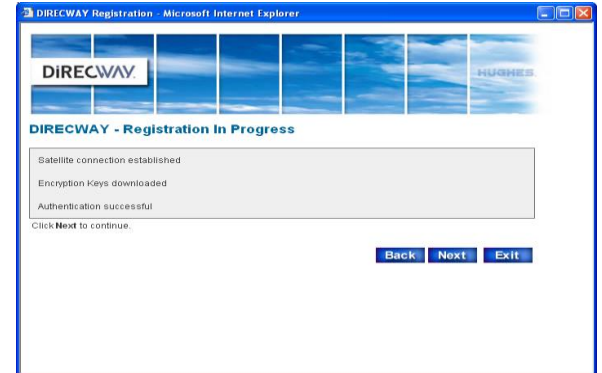 DIRECWAY Registration - Microsoft Internet Explorer
DiRECWAY.
HUGHES
DIRECWAY - Registration In Progress
Satellite connection established
Encryption Keys downloaded
Authentication successful
Click Next to continue.
Back Next Exit